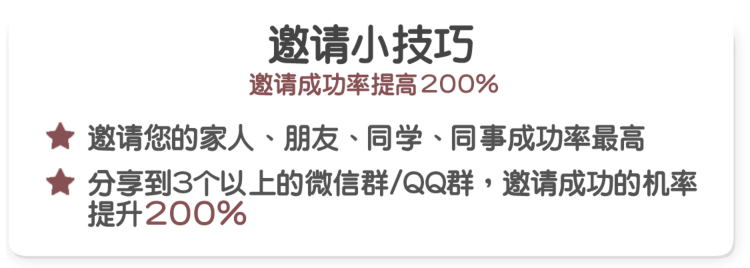 邀请小技巧
邀请成功率提高200%
邀请您的家人、朋友、同学、同事成功率最高
分享到3个以上的微信群/QQ群，邀请成功的机率
提升200%